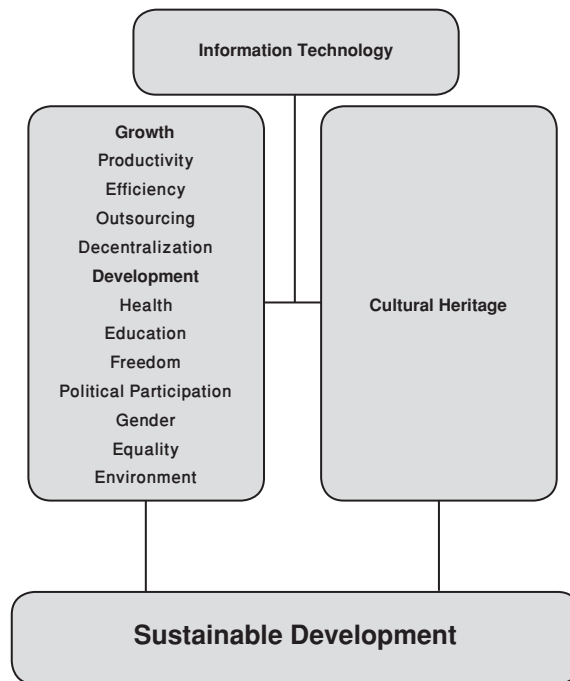 Information Technology
Growth
Productivity
Efficiency
Outsourcing
Decentralization
Development
Health
Education
Freedom
Political Participation
Gender
Equality
Environment
Cultural Heritage
Sustainable Development